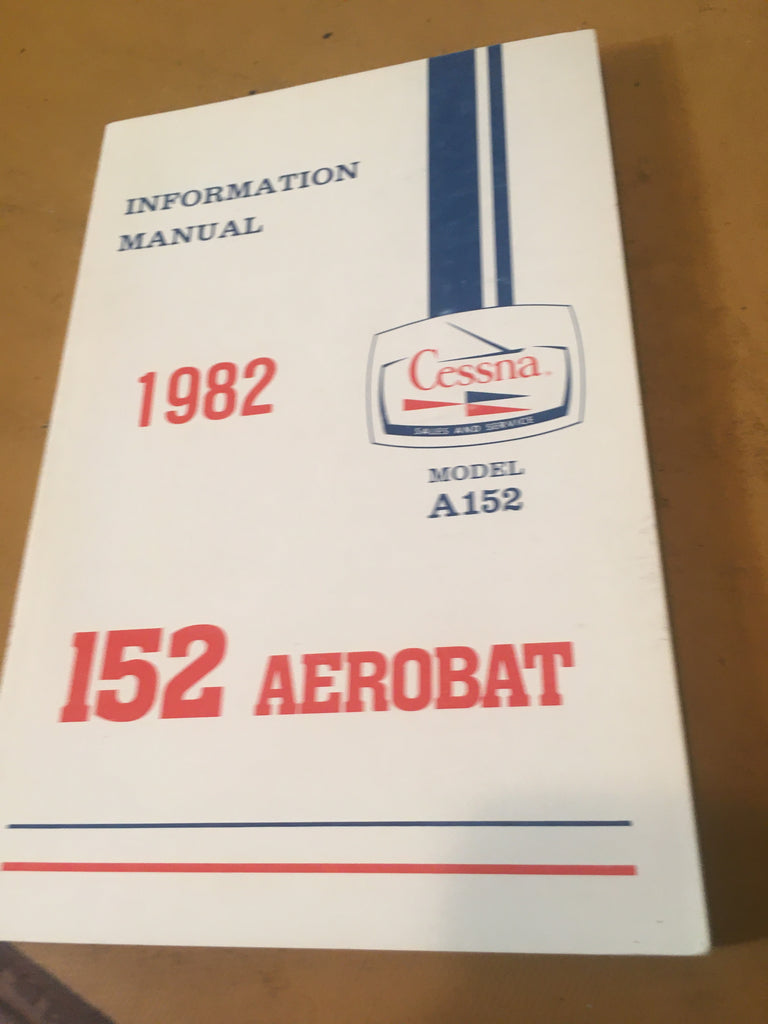 INFORMATION
MANUAL
1982
Cessna
SALES AND SERVICE
MODEL
A152
152 AEROBAT